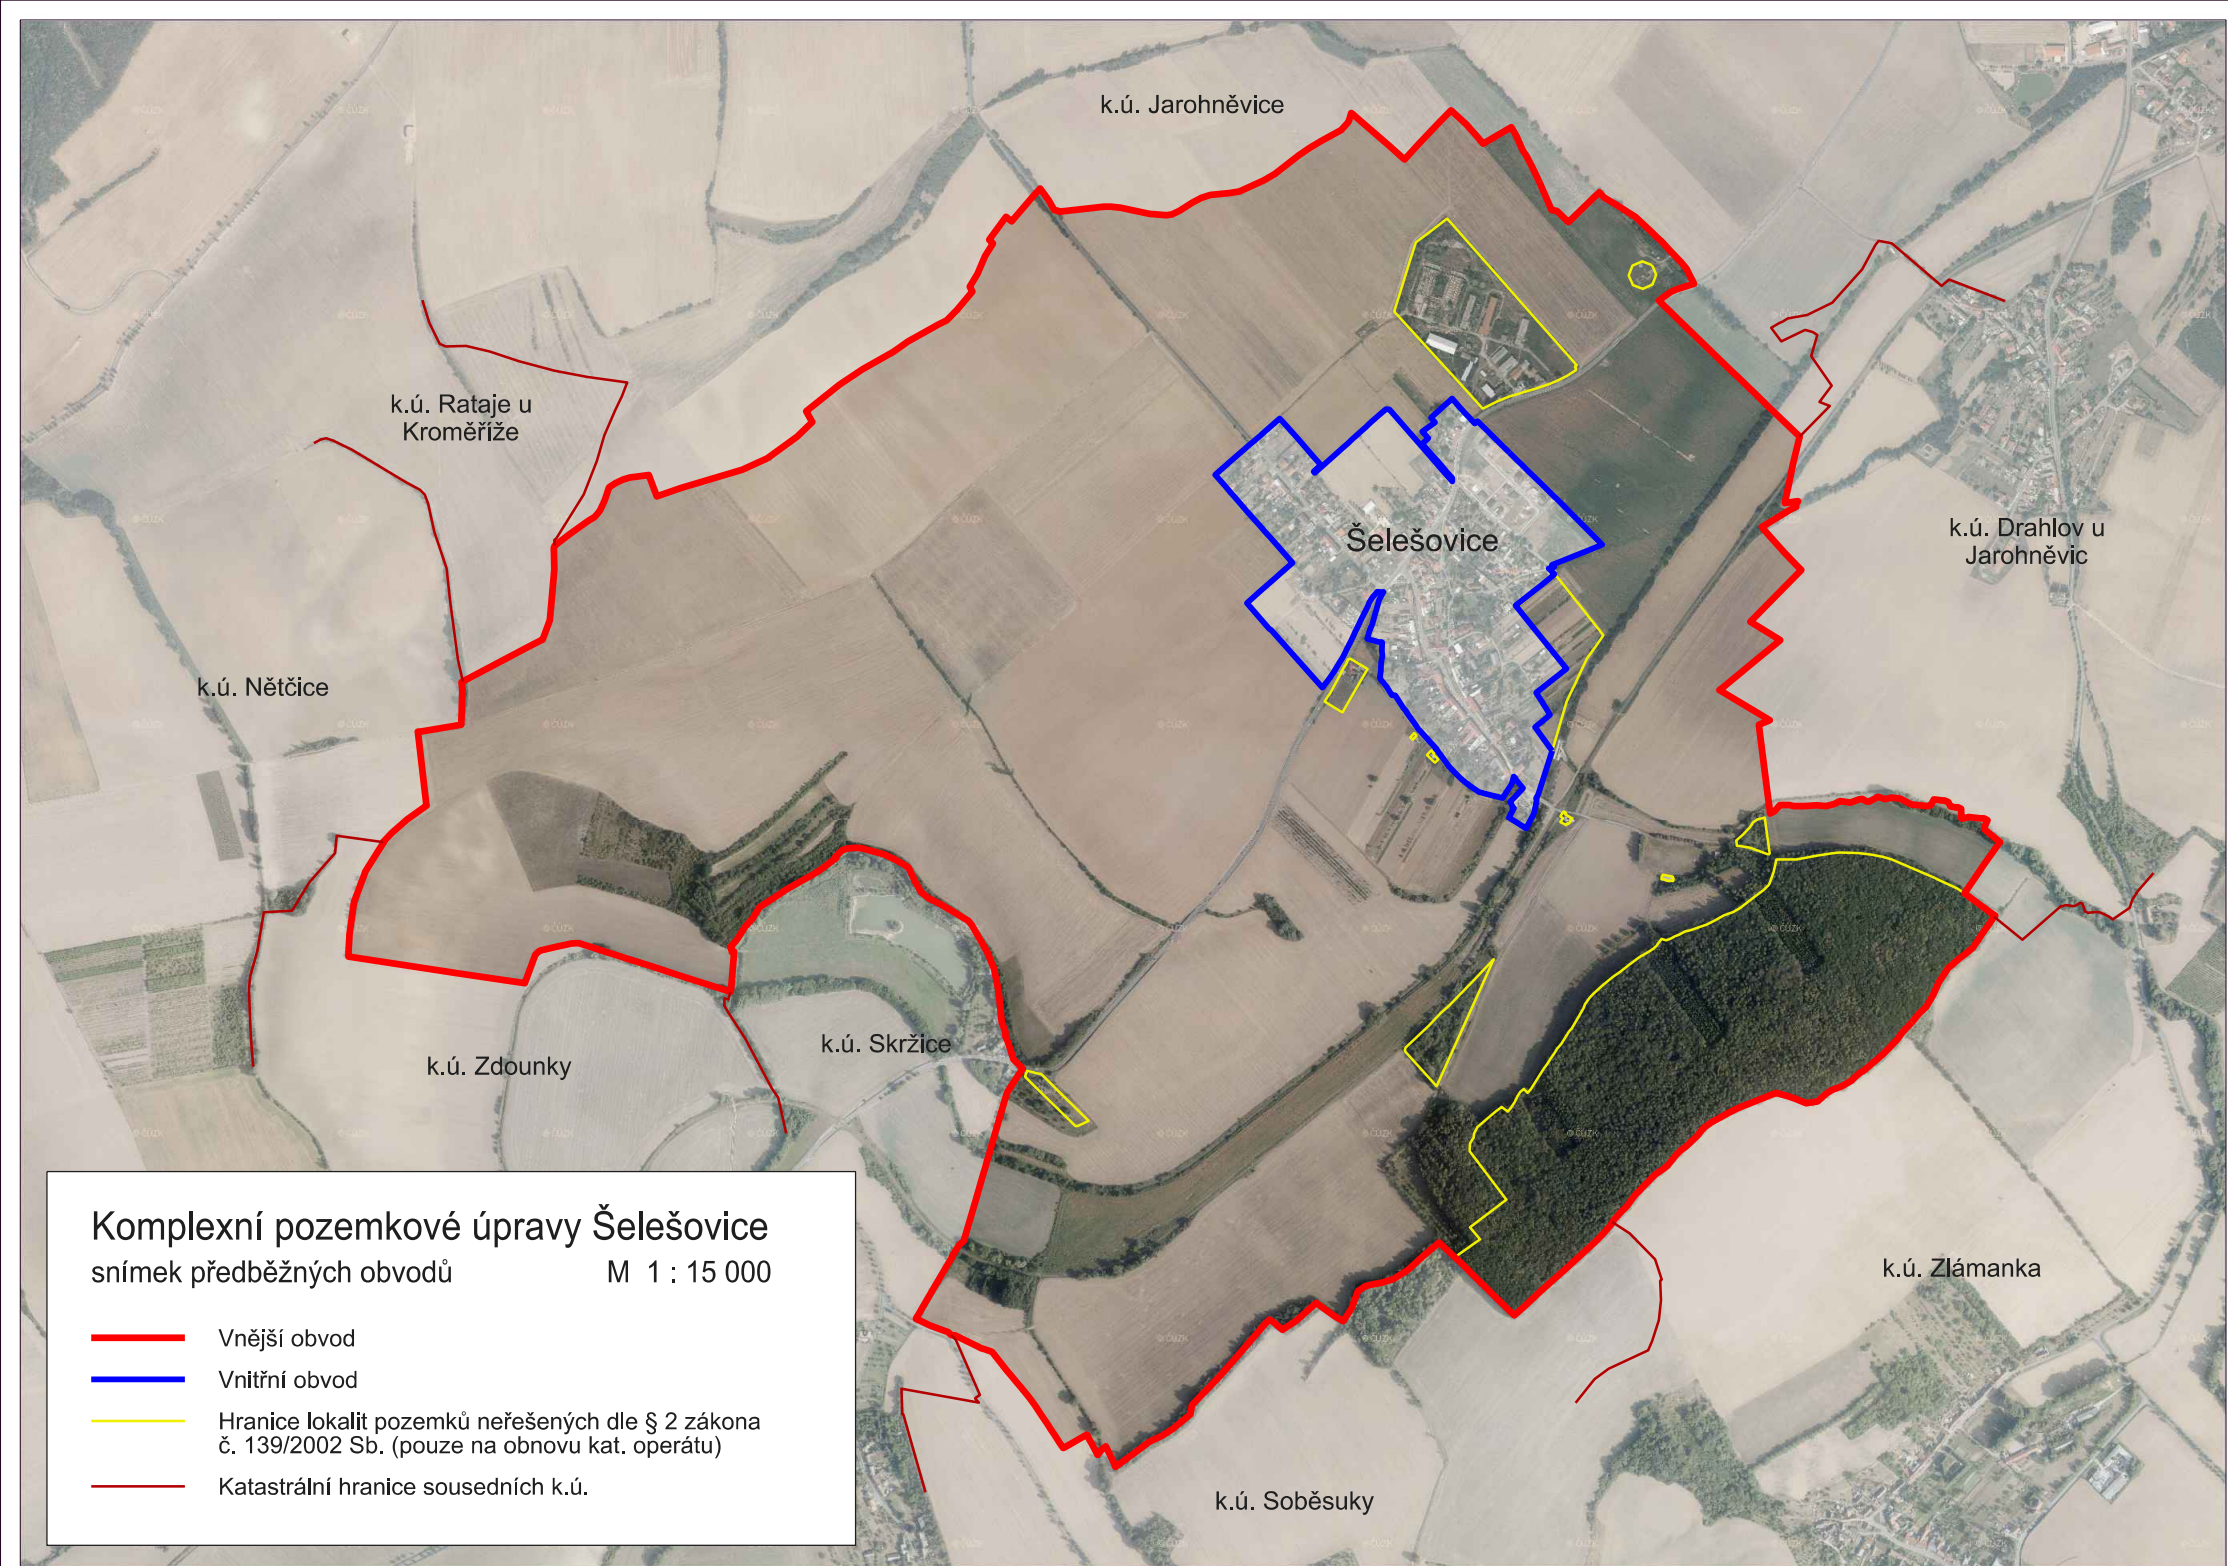 k.ú. Jarohněvice
k.ú. Rataje u
Kroměříže
Šelešovice
k.ú. Drahlov u
Jarohněvic
k.ú. Nětčice
k.ú. Skržice
k.ú. Zdounky
k.ú. Zlámanka
k.ú. Soběsuky
Komplexní pozemkové úpravy Šelešovice
snímek předběžných obvodů M 1 : 15 000
Vnější obvod
Vnitřní obvod
Hranice lokalit pozemků neřešených dle § 2 zákona
č. 139/2002 Sb. (pouze na obnovu kat. operátu)
Katastrální hranice sousedních k.ú.
© ČÚZK